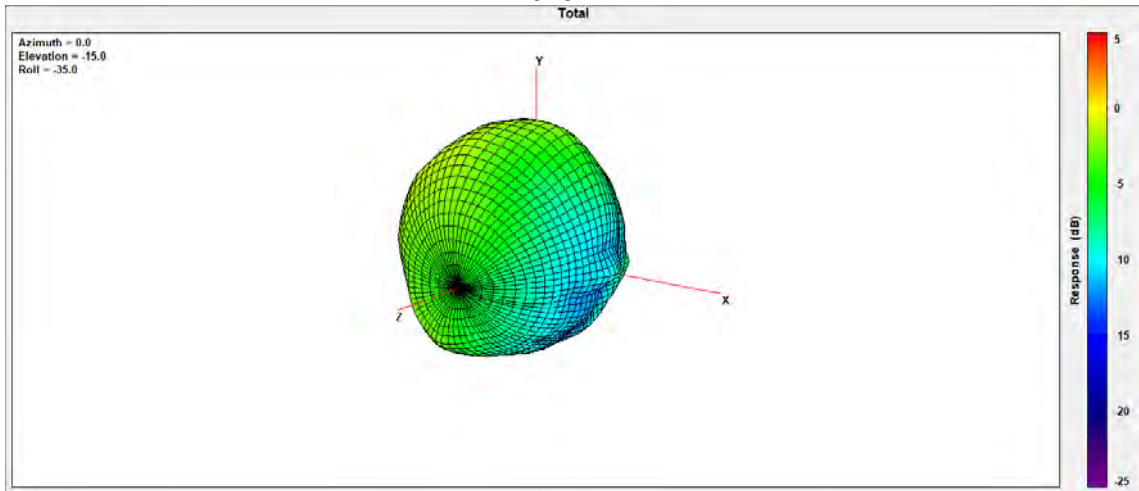 Total
Azimuth = 0.0
Elevation = -15.0
Roll = -35.0
Y
X
Z
5
0
-5
10
15
-20
-25
Response (dB)